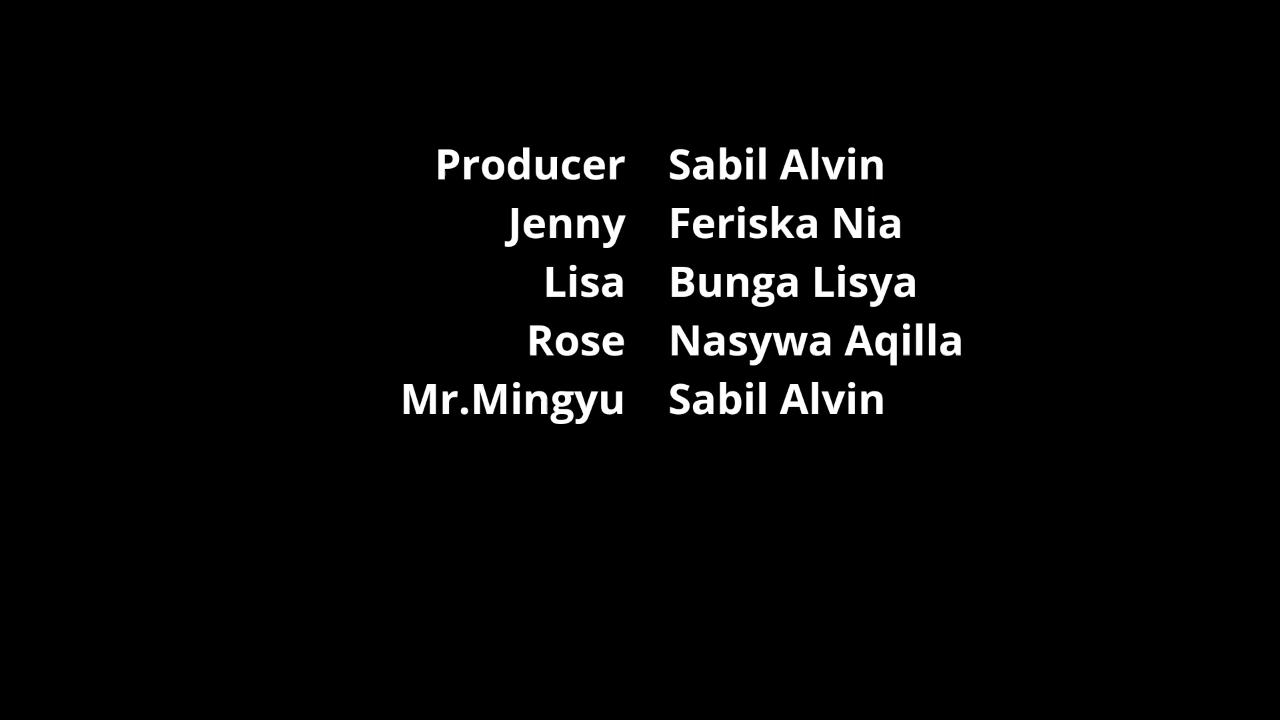 Producer Sabil Alvin
Jenny Feriska Nia
Lisa Bunga Lisya
Rose Nasywa Aqilla
Mr.Mingyu Sabil Alvin